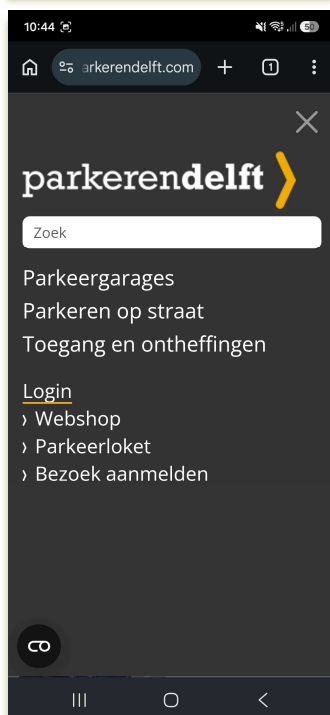 10:44
50
arkerendelft.com
1
parkerendelft
Zoek
Parkeergarages
Parkeren op straat
Toegang en ontheffingen
Login
› Webshop
› Parkeerloket
› Bezoek aanmelden